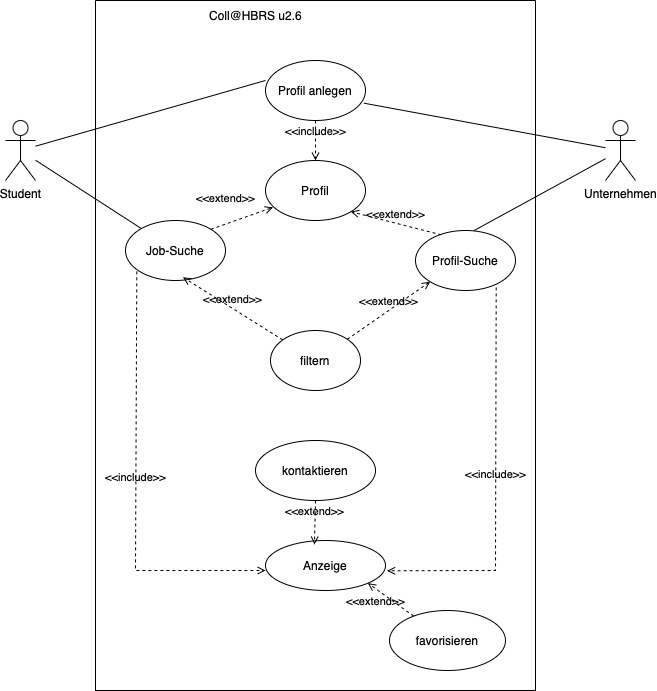 Coll@HBRS u2.6
Profil anlegen
<<include>>
Student
Unternehmen
Profil
<<extend>>
<<extend>>
Job-Suche
Profil-Suche
<<extend>>
<<extend>>
filtern
kontaktieren
<<include>>
<<include>>
<<extend>>
Anzeige
<<extend>>
favorisieren